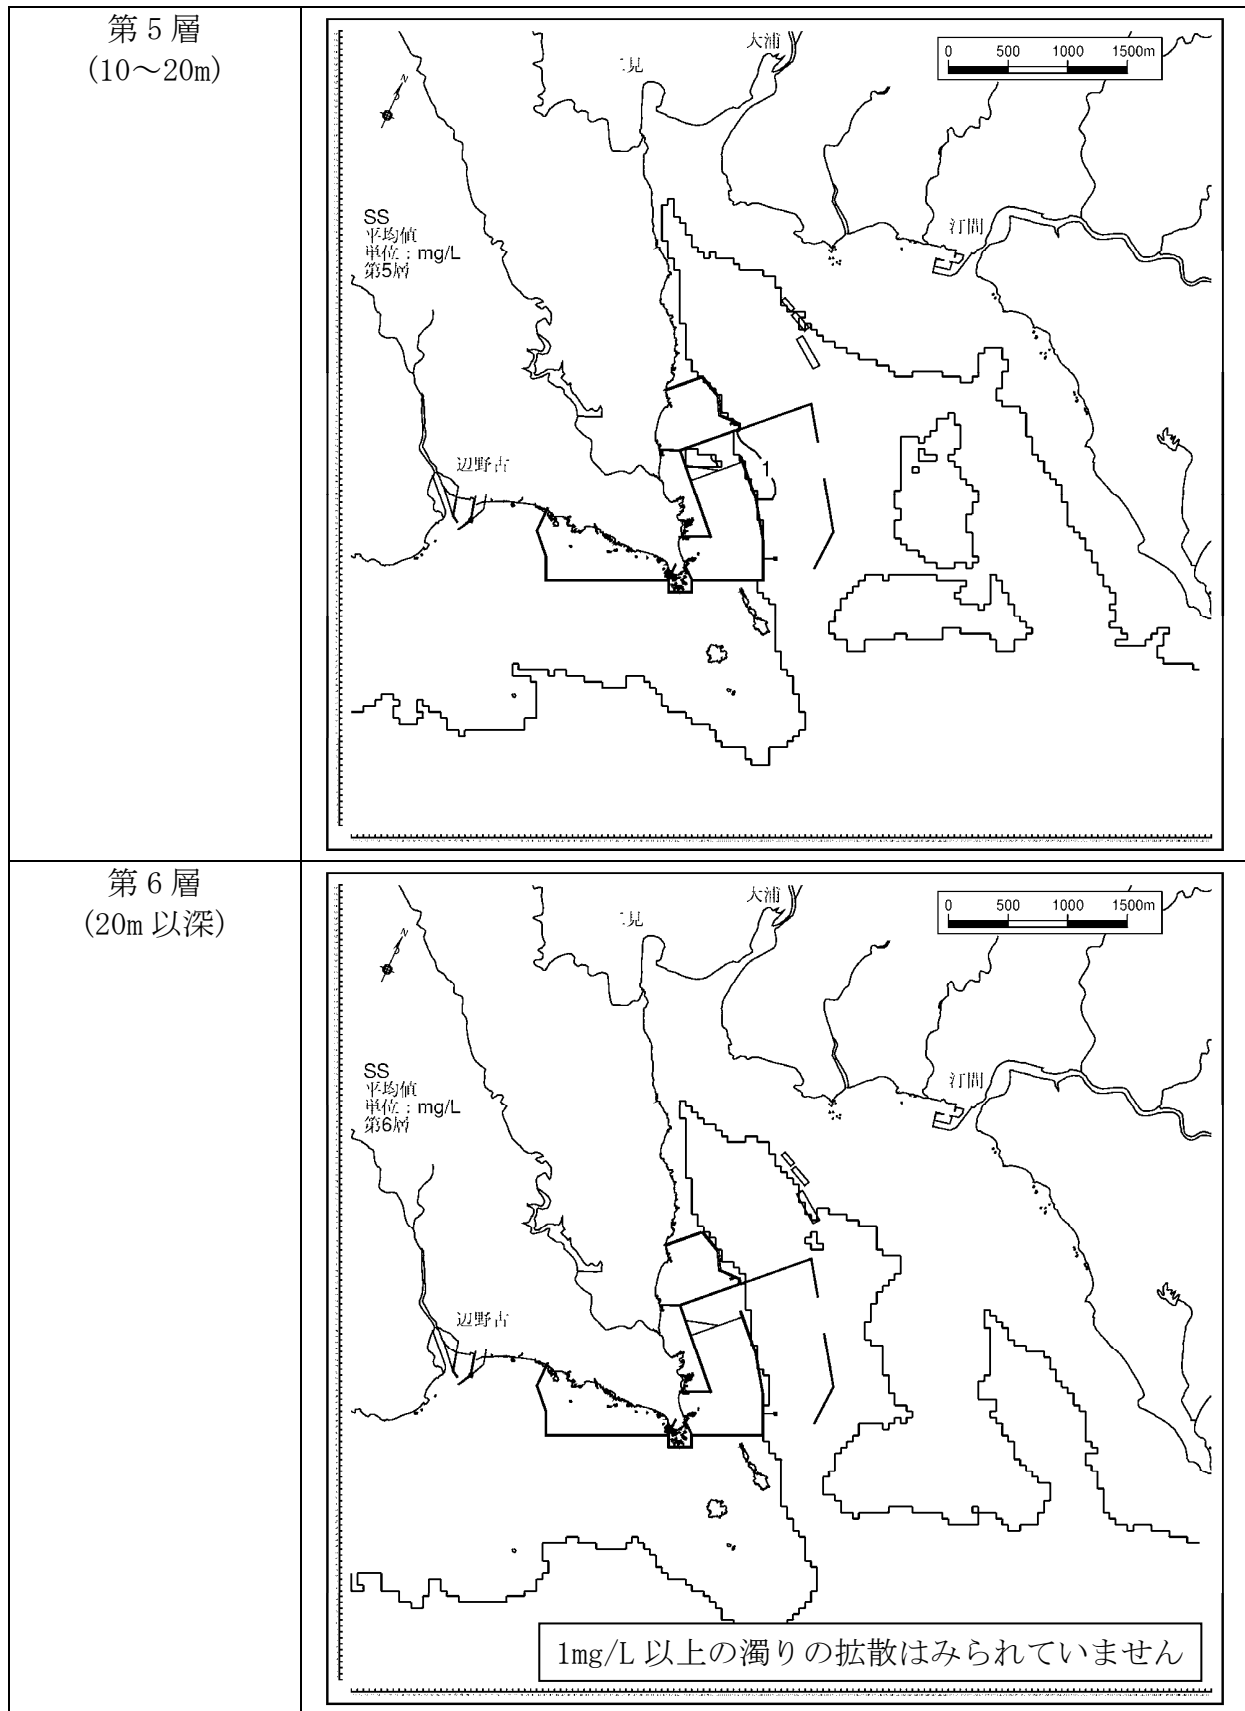 第5層
(10～20m)
大浦
二見
0 500 1000 1500m
N
SS
平均値
単位：mg/L
第5層
汀間
辺野古
1
第6層
(20m 以深)
大浦
二見
0 500 1000 1500m
N
SS
平均値
単位：mg/L
第6層
汀間
辺野古
1mg/L 以上の濁りの拡散はみられていません